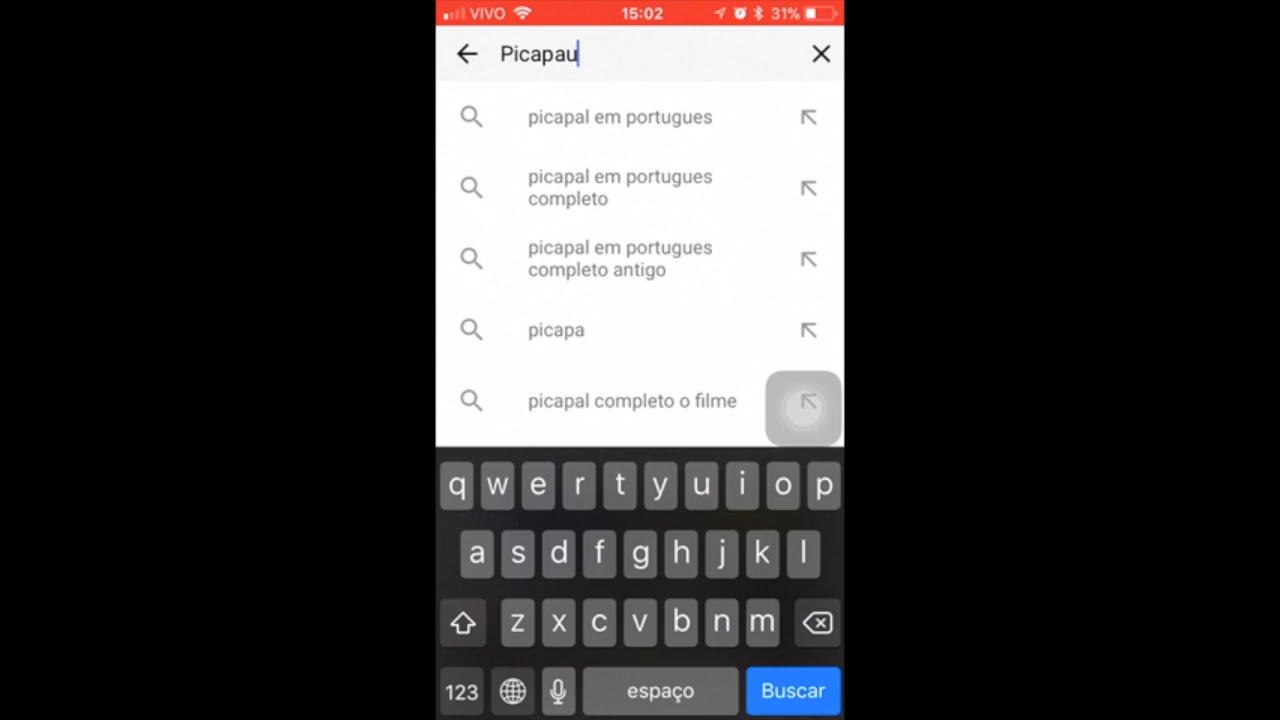 VIVO 15:02 31%
Picapau
picapal em portugues
picapal em portugues
completo
picapal em portugues
completo antigo
picapa
picapal completo o filme
q w e r t y u i o p
a s d f g h j k l
z x c v b n m
123 espaço Buscar